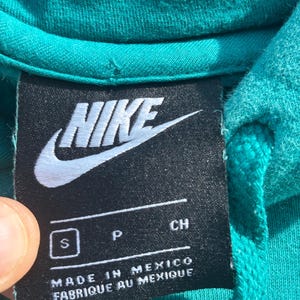 NIKE
S P CH
MADE IN MEXICO
FABRIQUE AU MEXIQUE